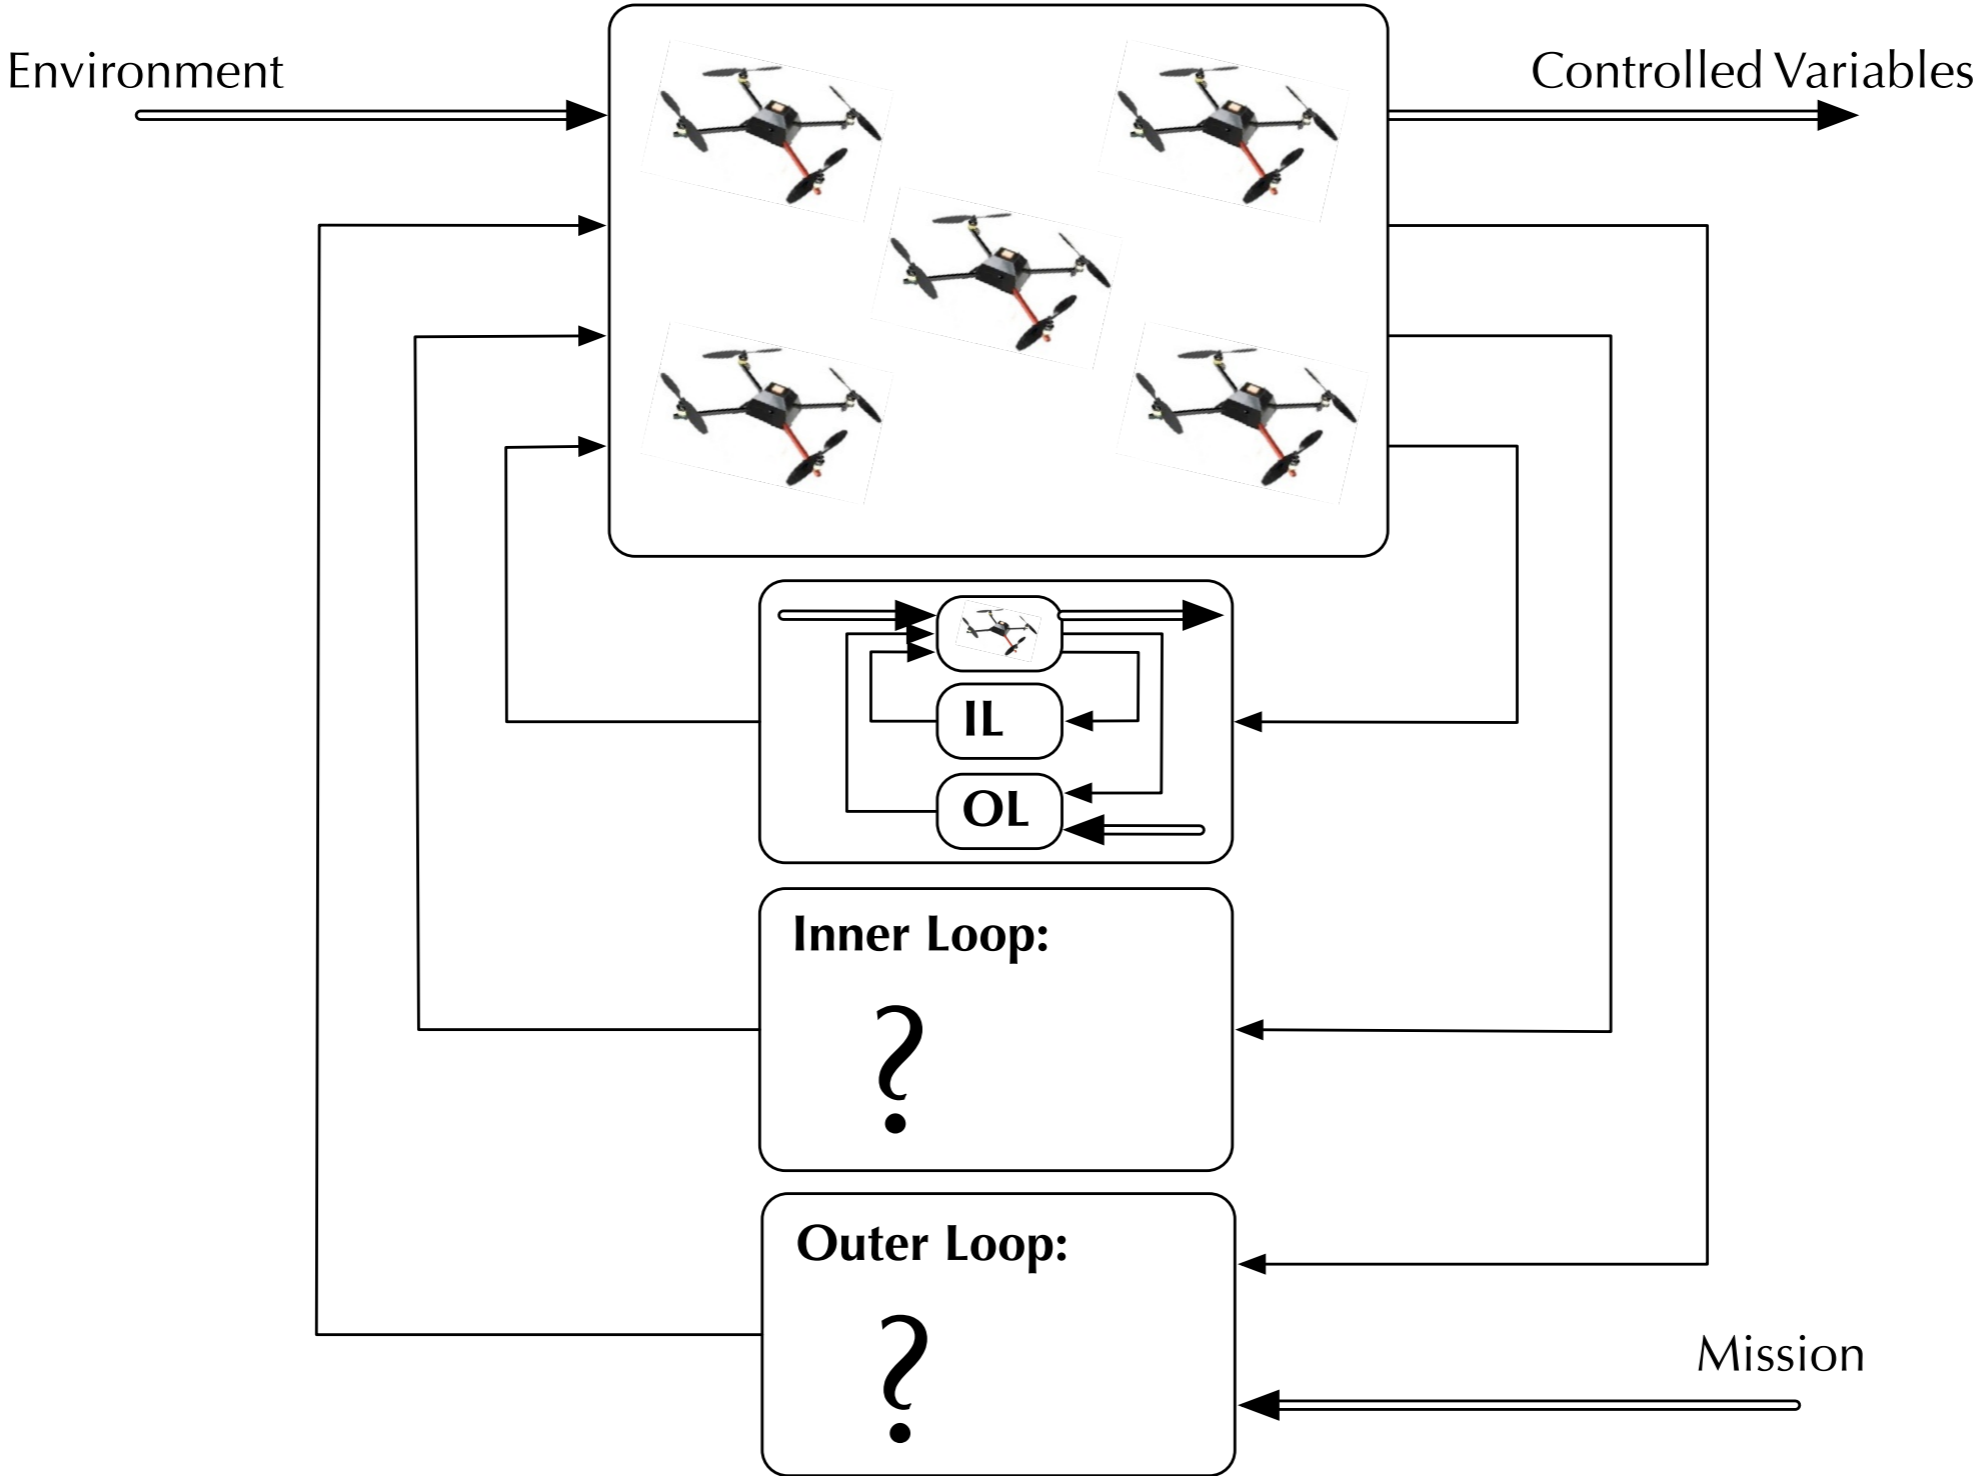 Environment
Controlled Variables
IL
OL
Inner Loop:
?
Outer Loop:
?
Mission